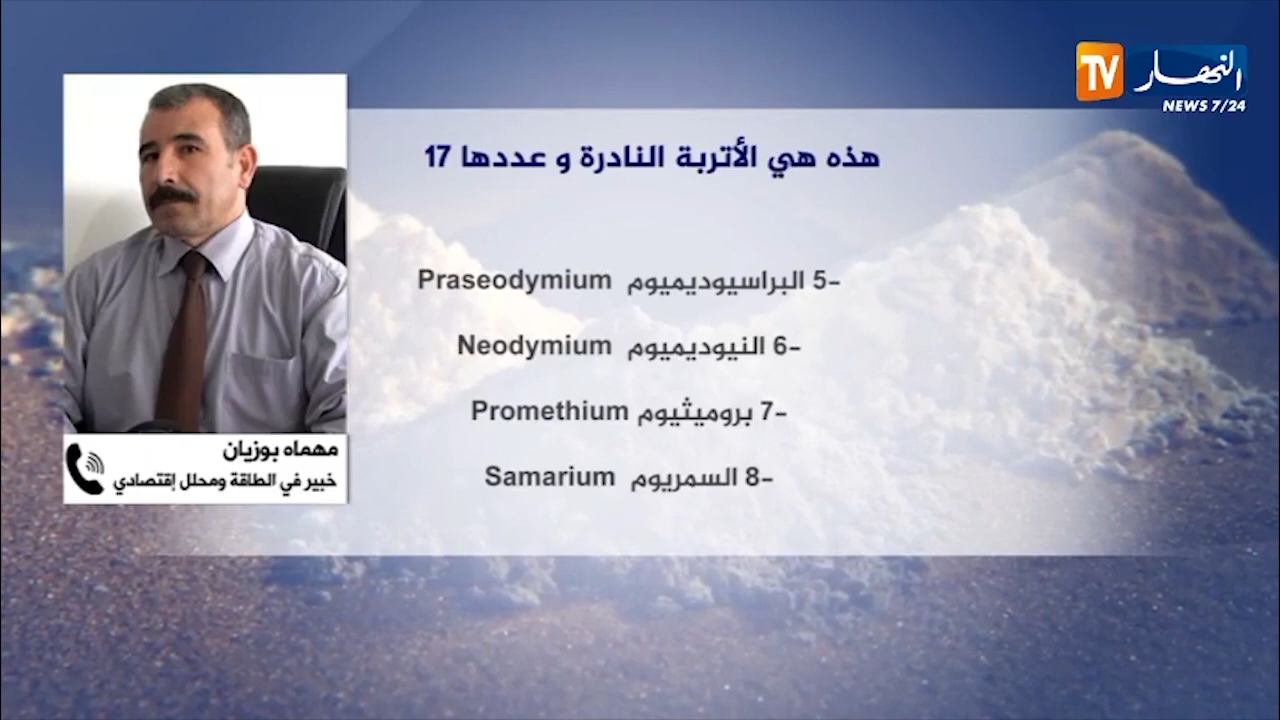 النهار TV
NEWS 7/24
هذه هي الأتربة النادرة و عددها 17
5- البراسيوديميوم Praseodymium
6- النيوديميوم Neodymium
7- بروميثيوم Promethium
8- السمريوم Samarium
مهماه بوزيان
خبير في الطاقة ومحلل إقتصادي